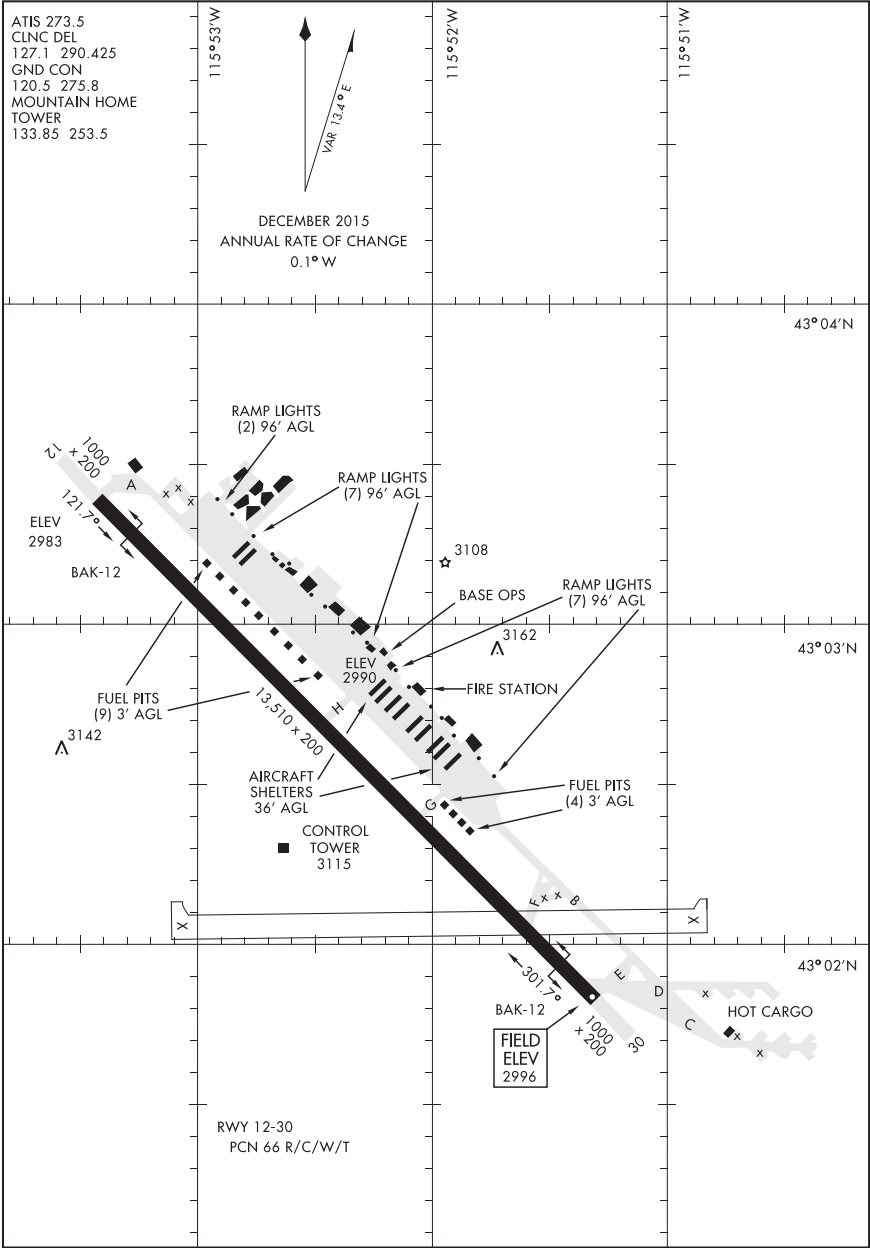 ATIS 273.5
CLNC DEL
127.1 290.425
GND CON
120.5 275.8
MOUNTAIN HOME
TOWER
133.85 253.5
115°53'W
115°52'W
115°51'W
VAR 13.4° E
DECEMBER 2015
ANNUAL RATE OF CHANGE
0.1° W
43°04'N
RAMP LIGHTS
(2) 96' AGL
12
1000
x 200
A
x x x
RAMP LIGHTS
(7) 96' AGL
121.7°
ELEV
2983
BAK-12
3108
BASE OPS
RAMP LIGHTS
(7) 96' AGL
3162
43°03'N
ELEV
2990
FIRE STATION
FUEL PITS
(9) 3' AGL
13,510 x 200
H
3142
AIRCRAFT
SHELTERS
36' AGL
FUEL PITS
(4) 3' AGL
G
CONTROL
TOWER
3115
F x x B
X
X
43°02'N
301.7°
E
D
x
BAK-12
HOT CARGO
C
x
x
1000
x 200
30
FIELD
ELEV
2996
RWY 12-30
PCN 66 R/C/W/T